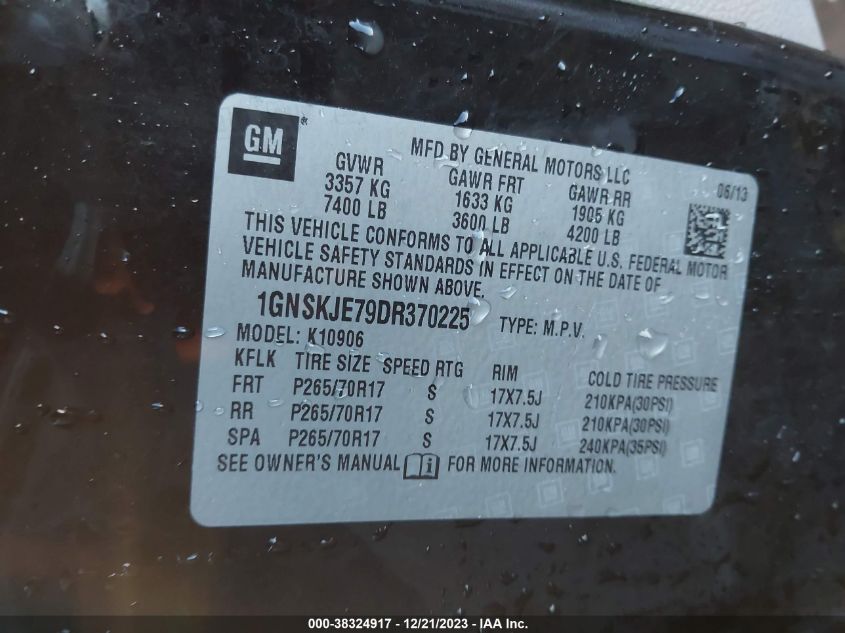 GM
MFD BY GENERAL MOTORS LLC
06/13
GVWR GAWR FRT GAWR RR
3357 KG 1633 KG 1905 KG
7400 LB 3600 LB 4200 LB
THIS VEHICLE CONFORMS TO ALL APPLICABLE U.S. FEDERAL MOTOR
VEHICLE SAFETY STANDARDS IN EFFECT ON THE DATE OF
MANUFACTURE SHOWN ABOVE.
1GNSKJE79DR370225 TYPE: M.P.V.
MODEL: K10906
KFLK TIRE SIZE SPEED RTG RIM COLD TIRE PRESSURE
FRT P265/70R17 S 17X7.5J 210KPA(30PSI)
RR P265/70R17 S 17X7.5J 210KPA(30PSI)
SPA P265/70R17 S 17X7.5J 240KPA(35PSI)
SEE OWNER'S MANUAL FOR MORE INFORMATION.
000-38324917 - 12/21/2023 - IAA Inc.